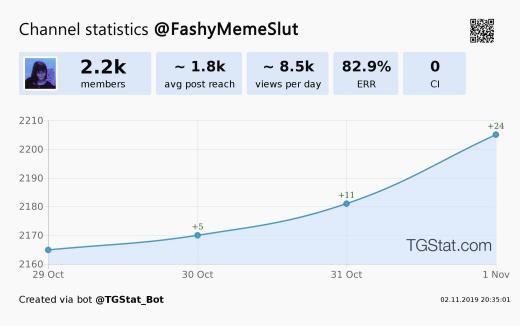 Channel statistics @FashyMemeSlut
2.2k
members
~ 1.8k
avg post reach
~ 8.5k
views per day
82.9%
ERR
0
CI
2210
2200
2190
2180
2170
2160
+5
+11
+24
TGStat.com
29 Oct
30 Oct
31 Oct
1 Nov
Created via bot @TGStat_Bot
02.11.2019 20:35:01